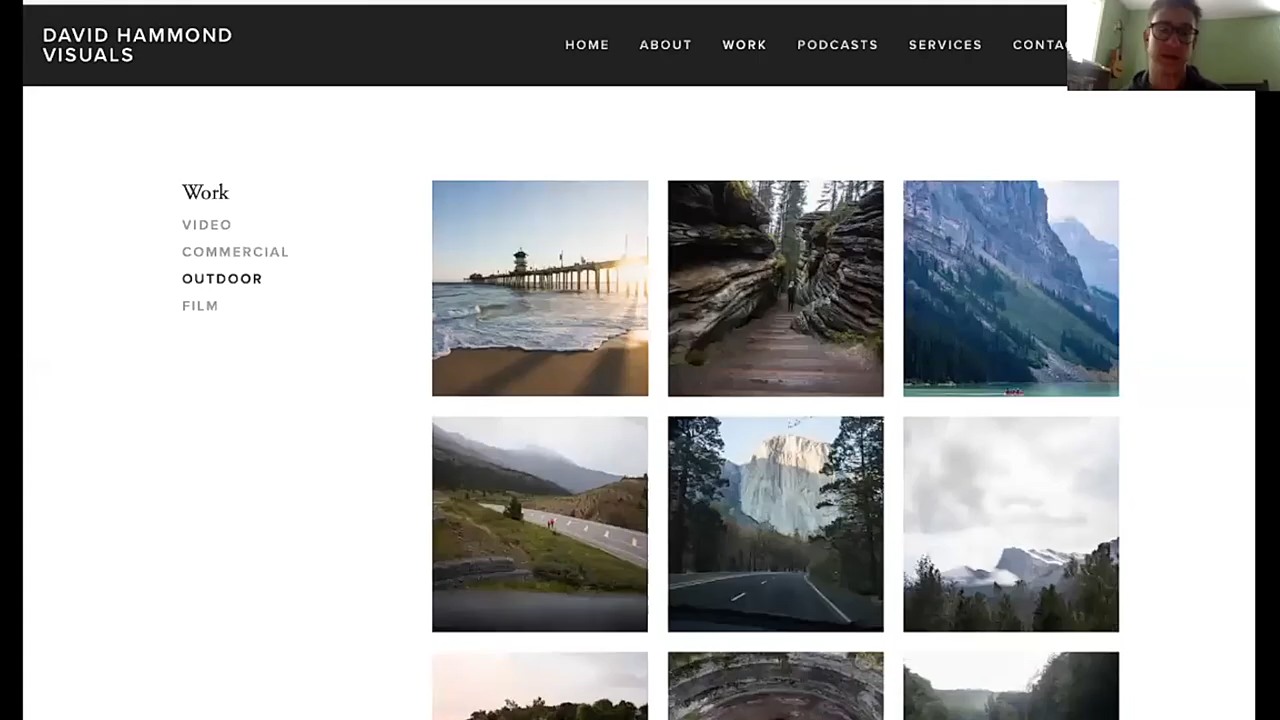 DAVID HAMMOND
VISUALS
HOME ABOUT WORK PODCASTS SERVICES
Work
VIDEO
COMMERCIAL
OUTDOOR
FILM